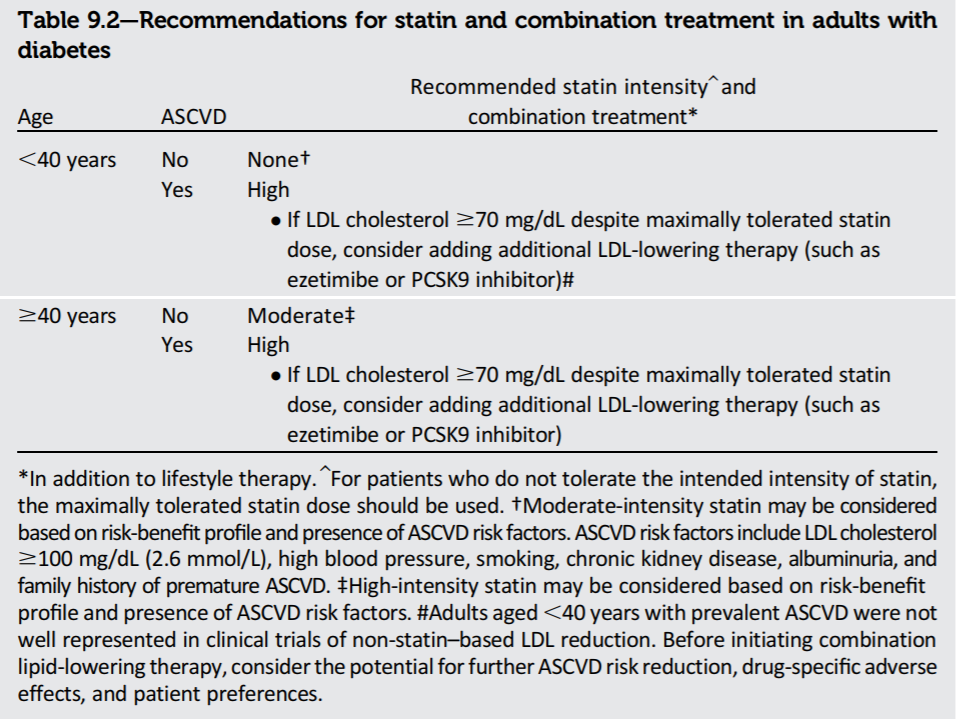 Table 9.2—Recommendations for statin and combination treatment in adults with
diabetes
Recommended statin intensity^ and
Age ASCVD combination treatment*
<40 years No None†
Yes High
• If LDL cholesterol ≥70 mg/dL despite maximally tolerated statin
dose, consider adding additional LDL-lowering therapy (such as
ezetimibe or PCSK9 inhibitor)#
≥40 years No Moderate‡
Yes High
• If LDL cholesterol ≥70 mg/dL despite maximally tolerated statin
dose, consider adding additional LDL-lowering therapy (such as
ezetimibe or PCSK9 inhibitor)
*In addition to lifestyle therapy. ^For patients who do not tolerate the intended intensity of statin,
the maximally tolerated statin dose should be used. †Moderate-intensity statin may be considered
based on risk-benefit profile and presence of ASCVD risk factors. ASCVD risk factors include LDL cholesterol
≥100 mg/dL (2.6 mmol/L), high blood pressure, smoking, chronic kidney disease, albuminuria, and
family history of premature ASCVD. ‡High-intensity statin may be considered based on risk-benefit
profile and presence of ASCVD risk factors. #Adults aged <40 years with prevalent ASCVD were not
well represented in clinical trials of non-statin–based LDL reduction. Before initiating combination
lipid-lowering therapy, consider the potential for further ASCVD risk reduction, drug-specific adverse
effects, and patient preferences.